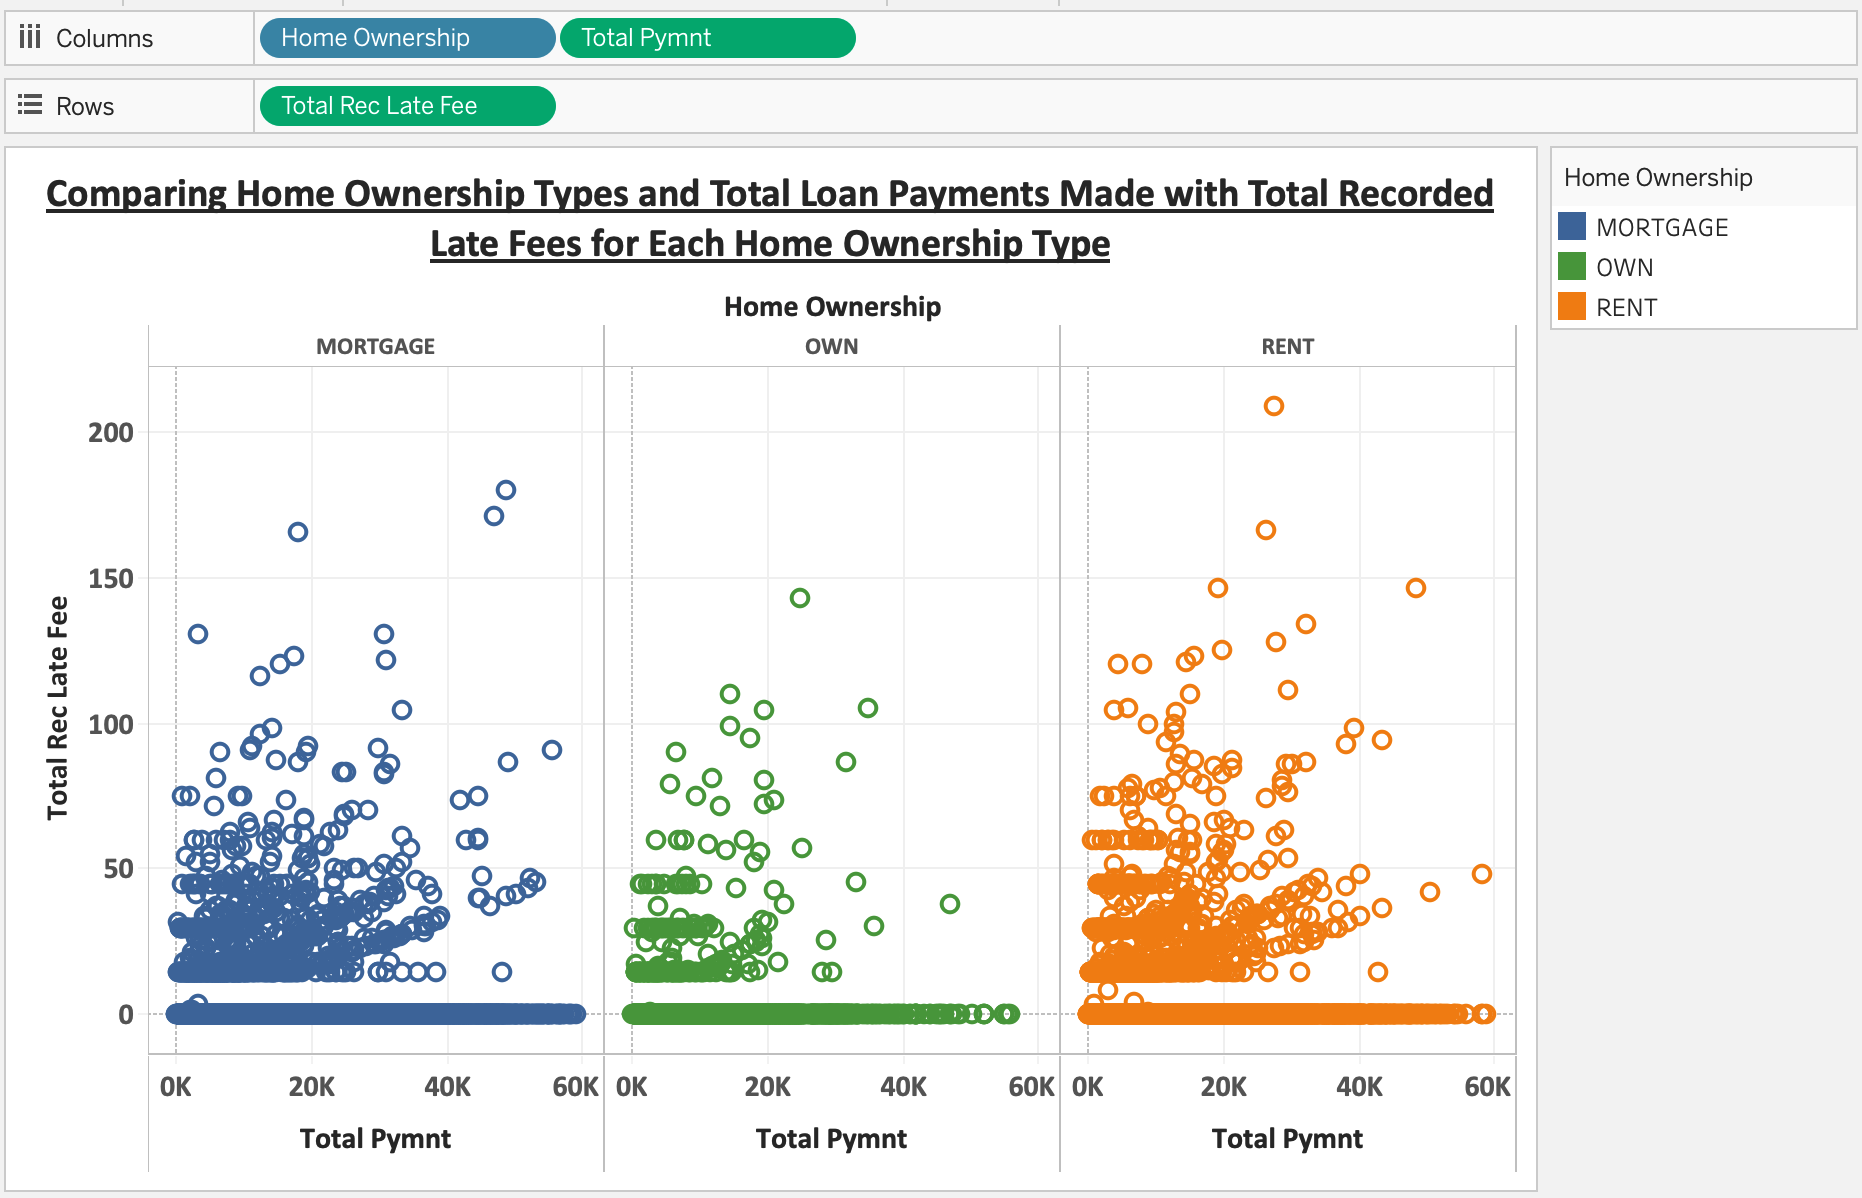 Columns
Home Ownership
Total Pymnt
Rows
Total Rec Late Fee
Comparing Home Ownership Types and Total Loan Payments Made with Total Recorded
Late Fees for Each Home Ownership Type
Home Ownership
MORTGAGE
OWN
RENT
Home Ownership
MORTGAGE OWN RENT
Total Rec Late Fee
200
150
100
50
0
0K 20K 40K 60K 0K 20K 40K 60K 0K 20K 40K 60K
Total Pymnt Total Pymnt Total Pymnt